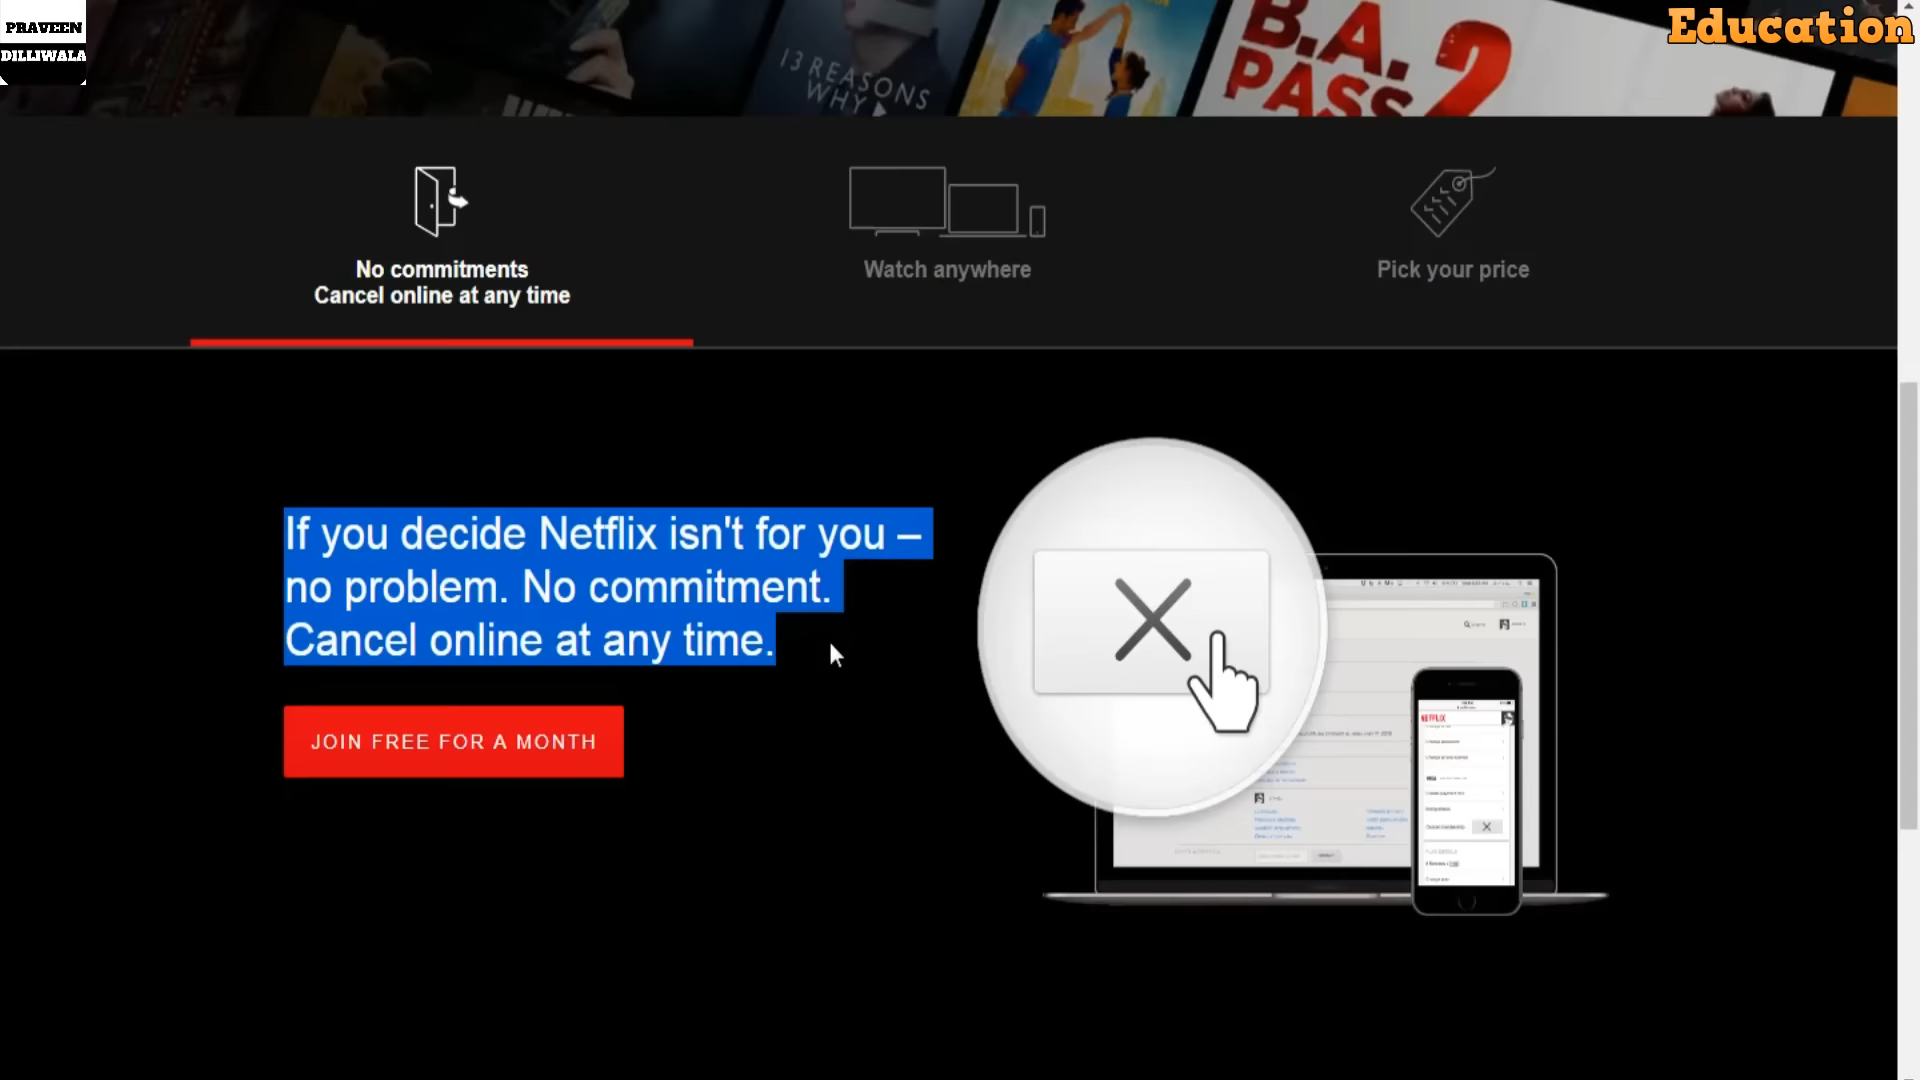 PRAVEEN
DILLIWALA
Education
13 REASONS
WHY
B.A.
PASS 2
No commitments
Cancel online at any time
Watch anywhere
Pick your price
If you decide Netflix isn't for you –
no problem. No commitment.
Cancel online at any time.
JOIN FREE FOR A MONTH
NETFLIX